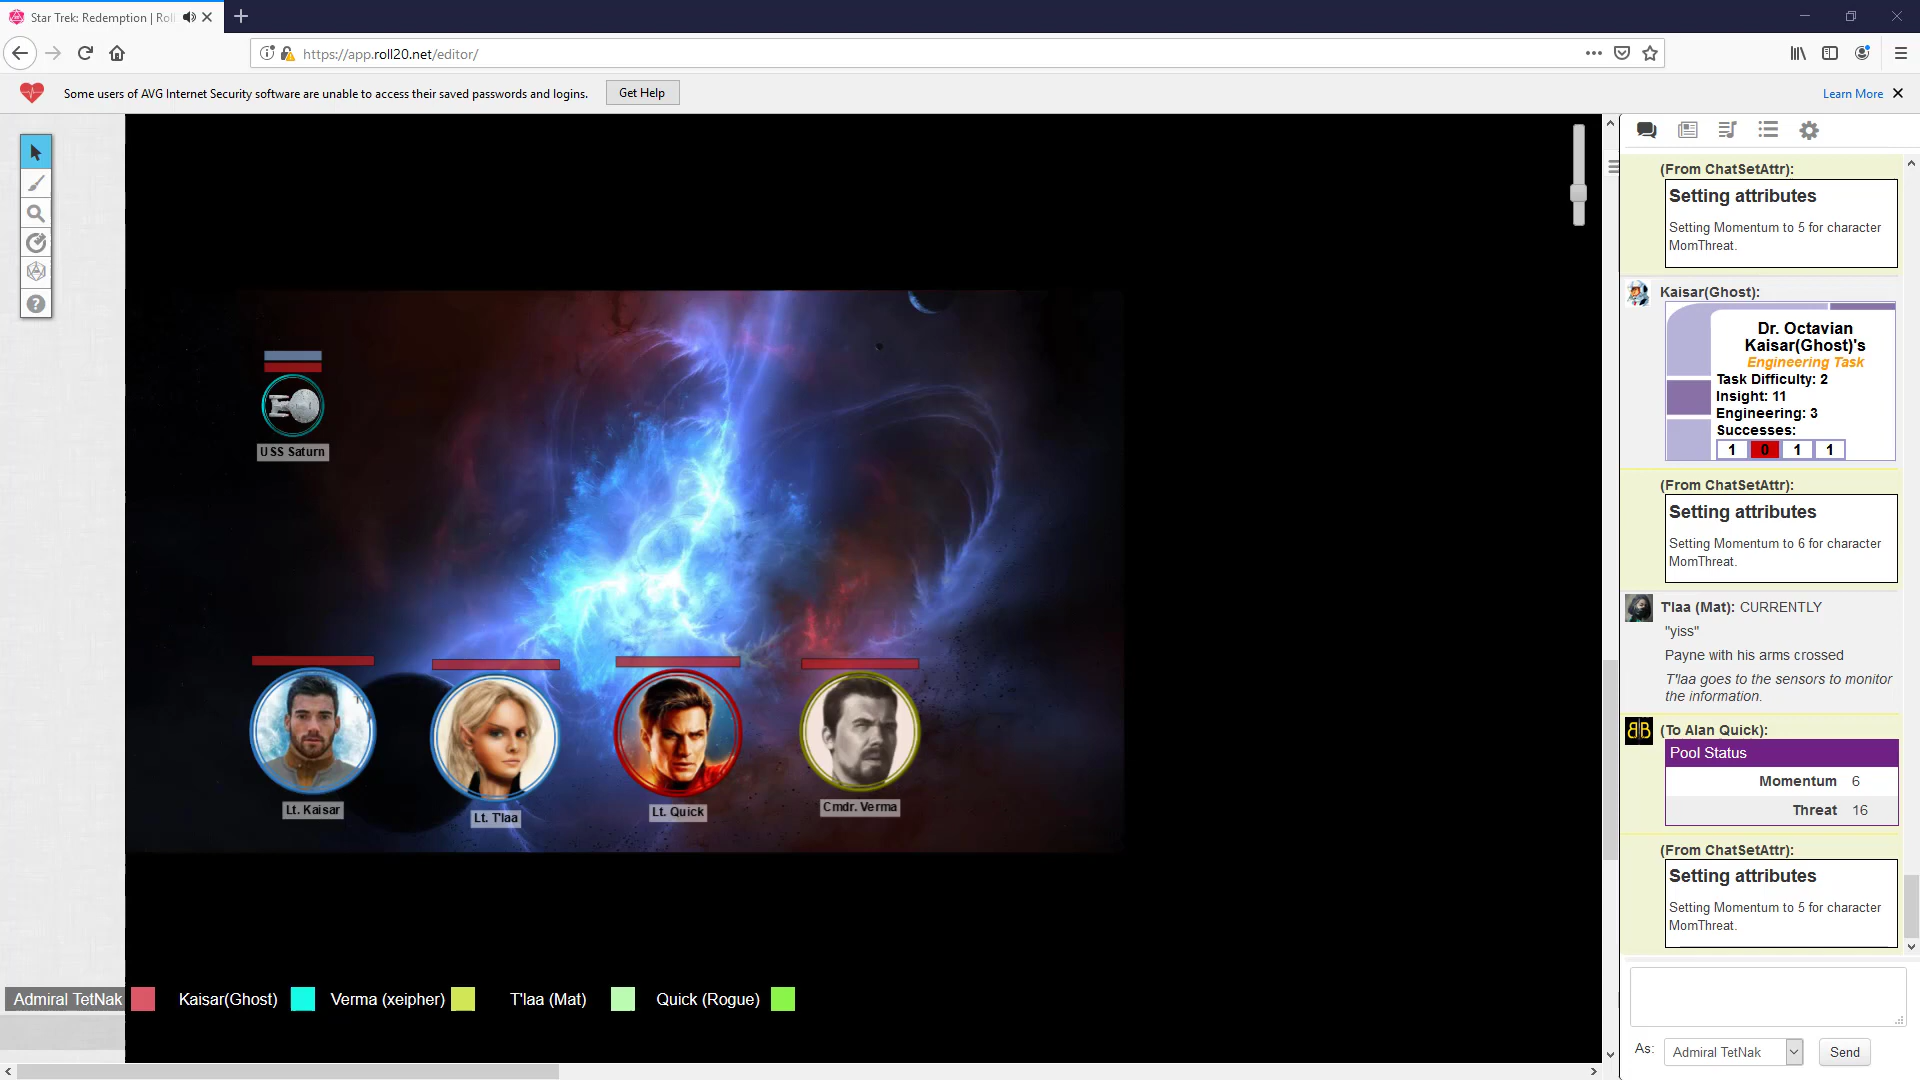 Star Trek: Redemption | Roll
https://app.roll20.net/editor/
Some users of AVG Internet Security software are unable to access their saved passwords and logins.
Get Help
Learn More
(From ChatSetAttr):
Setting attributes
Setting Momentum to 5 for character
MomThreat.
Kaisar(Ghost):
Dr. Octavian
Kaisar(Ghost)'s
Engineering Task
Task Difficulty: 2
Insight: 11
Engineering: 3
Successes:
1 0 1 1
(From ChatSetAttr):
Setting attributes
Setting Momentum to 6 for character
MomThreat.
T'laa (Mat): CURRENTLY
"yiss"
Payne with his arms crossed
T'laa goes to the sensors to monitor
the information.
(To Alan Quick):
Pool Status
Momentum 6
Threat 16
(From ChatSetAttr):
Setting attributes
Setting Momentum to 5 for character
MomThreat.
As: Admiral TetNak
Send
USS Saturn
Lt. Kaisar
Lt. T'laa
Lt. Quick
Cmdr. Verma
Admiral TetNak
Kaisar(Ghost)
Verma (xeipher)
T'laa (Mat)
Quick (Rogue)